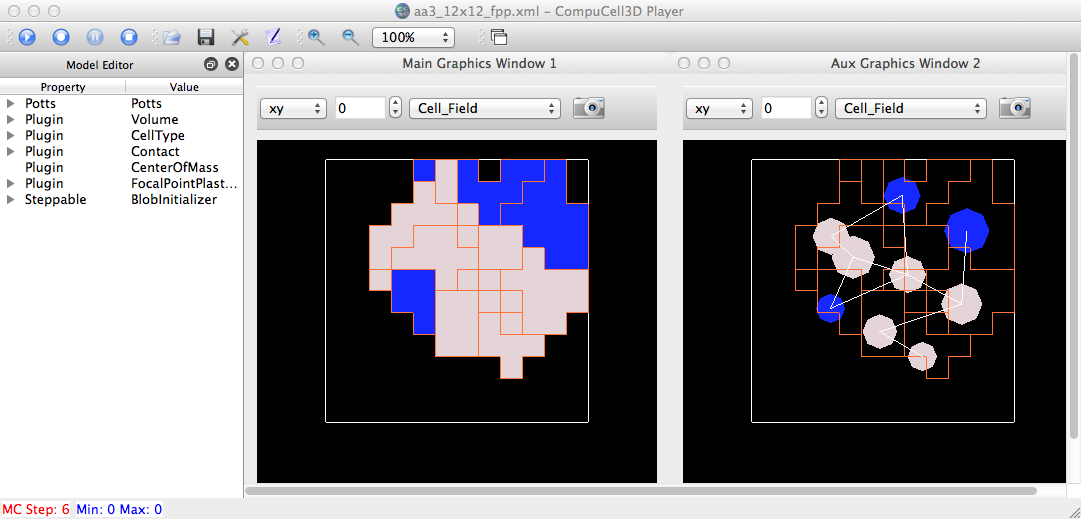 aa3_12x12_fpp.xml – CompuCell3D Player
100%
Model Editor
Property Value
Potts Potts
Plugin Volume
Plugin CellType
Plugin Contact
Plugin CenterOfMass
Plugin FocalPointPlast...
Steppable BlobInitializer
Main Graphics Window 1
xy 0 Cell_Field
Aux Graphics Window 2
xy 0 Cell_Field
MC Step: 6 Min: 0 Max: 0